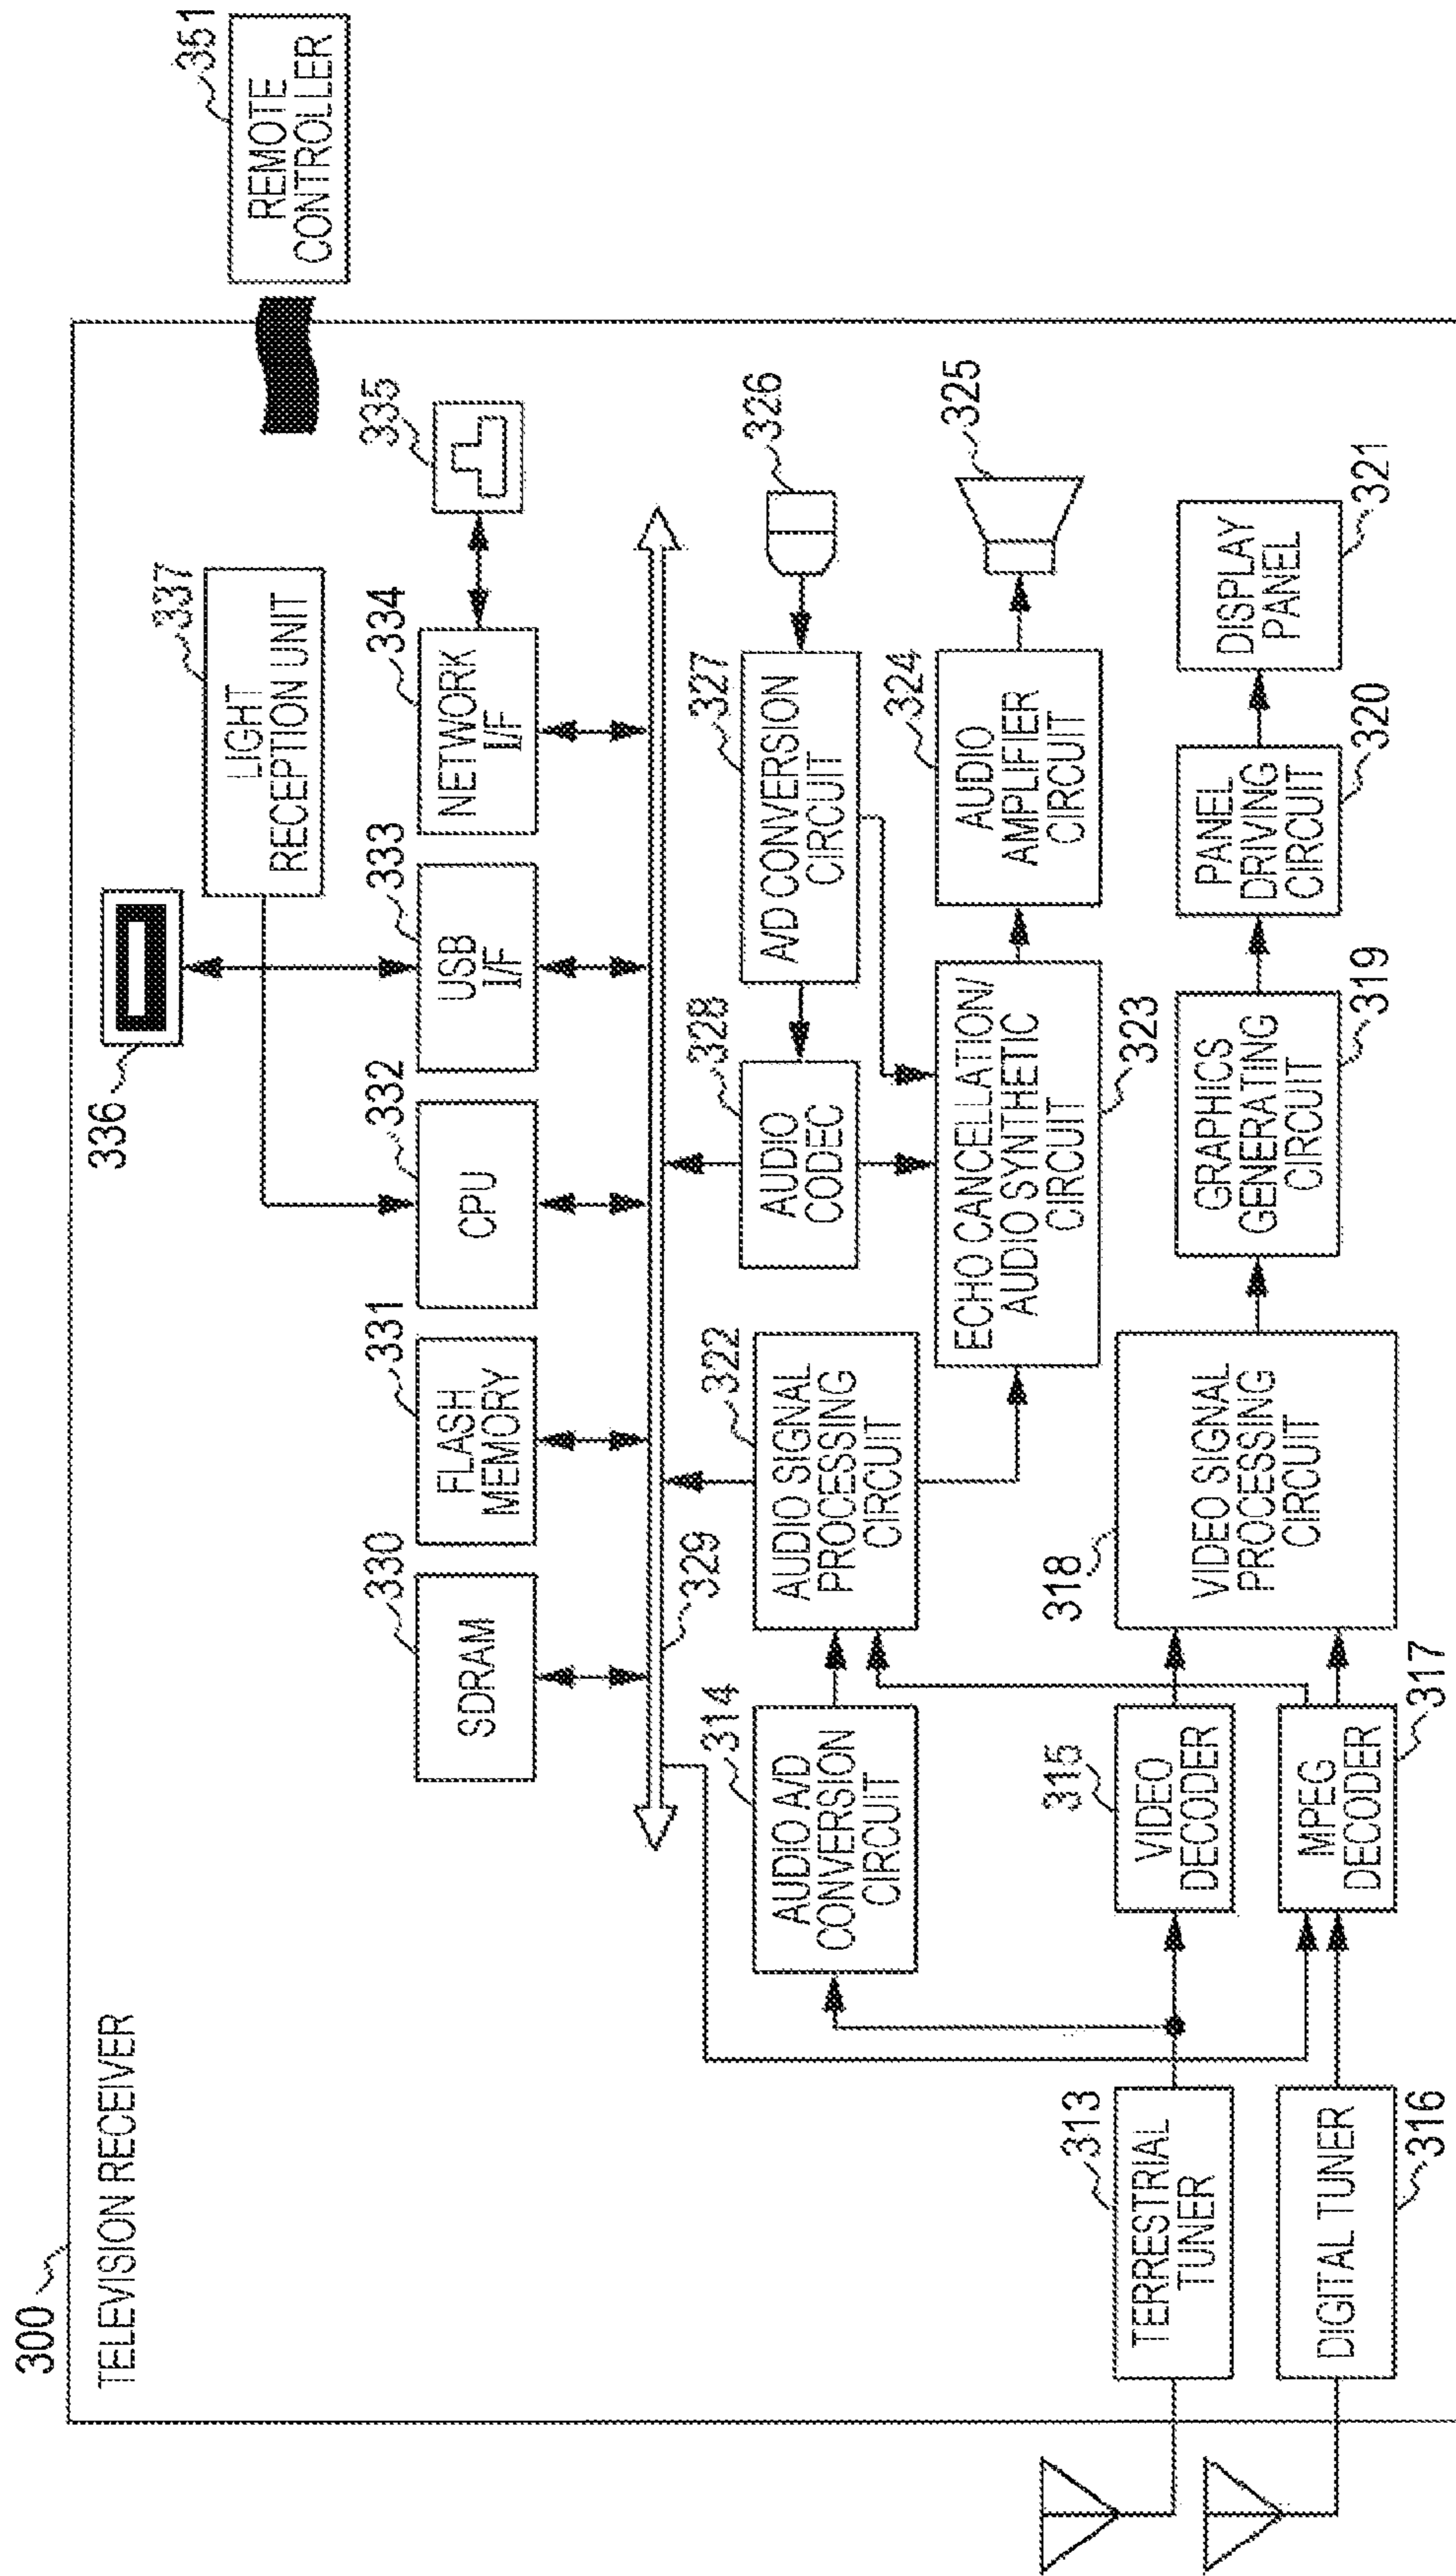 300
TELEVISION RECEIVER
351
REMOTE
CONTROLLER
336
337
LIGHT
RECEPTION UNIT
330
SDRAM
331
FLASH
MEMORY
332
CPU
333
USB
I/F
334
NETWORK
I/F
335
329
314
AUDIO A/D
CONVERSION
CIRCUIT
322
AUDIO SIGNAL
PROCESSING
CIRCUIT
328
AUDIO
CODEC
327
A/D CONVERSION
CIRCUIT
326
ECHO CANCELLATION/
AUDIO SYNTHETIC
CIRCUIT
323
324
AUDIO
AMPLIFIER
CIRCUIT
325
313
TERRESTRIAL
TUNER
315
VIDEO
DECODER
318
VIDEO SIGNAL
PROCESSING
CIRCUIT
GRAPHICS
GENERATING
CIRCUIT
319
PANEL
DRIVING
CIRCUIT
320
DISPLAY
PANEL
321
DIGITAL TUNER
316
MPEG
DECODER
317